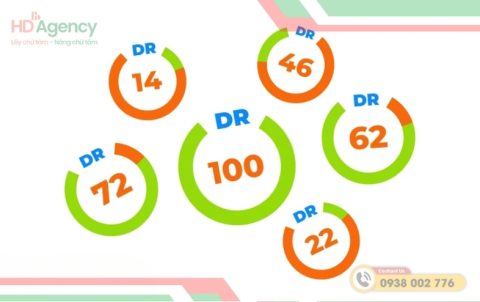 HD Agency
Lấy chữ tâm - Nâng chữ tầm
DR
14
DR
46
DR
100
DR
62
DR
72
DR
22
Contact Us
0938 002 776